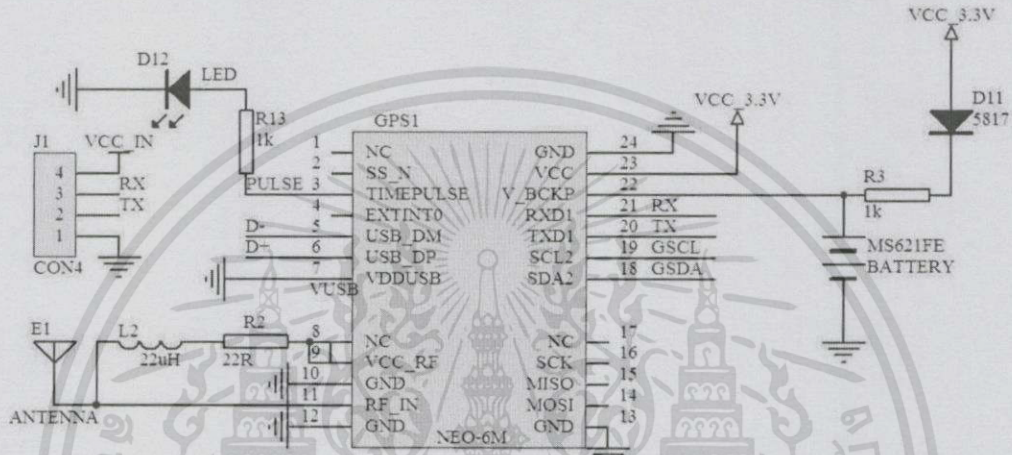 VCC_3.3V
D12
LED
D11
5817
VCC_3.3V
R13
1k
GPS1
J1
VCC_IN
4
3
2
1
RX
TX
CON4
PULSE
D-
D+
VUSB
1
2
3
4
5
6
7
8
9
10
11
12
NC
SS_N
TIMEPULSE
EXTINT0
USB_DM
USB_DP
VDDUSB
NC
VCC_RF
GND
RF_IN
GND
GND
VCC
V_BCKP
RXD1
TXD1
SCL2
SDA2
NC
SCK
MISO
MOSI
GND
24
23
22
21
20
19
18
17
16
15
14
13
RX
TX
GSCL
GSDA
R3
1k
MS621FE
BATTERY
E1
L2
22uH
R2
22R
ANTENNA
NEO-6M